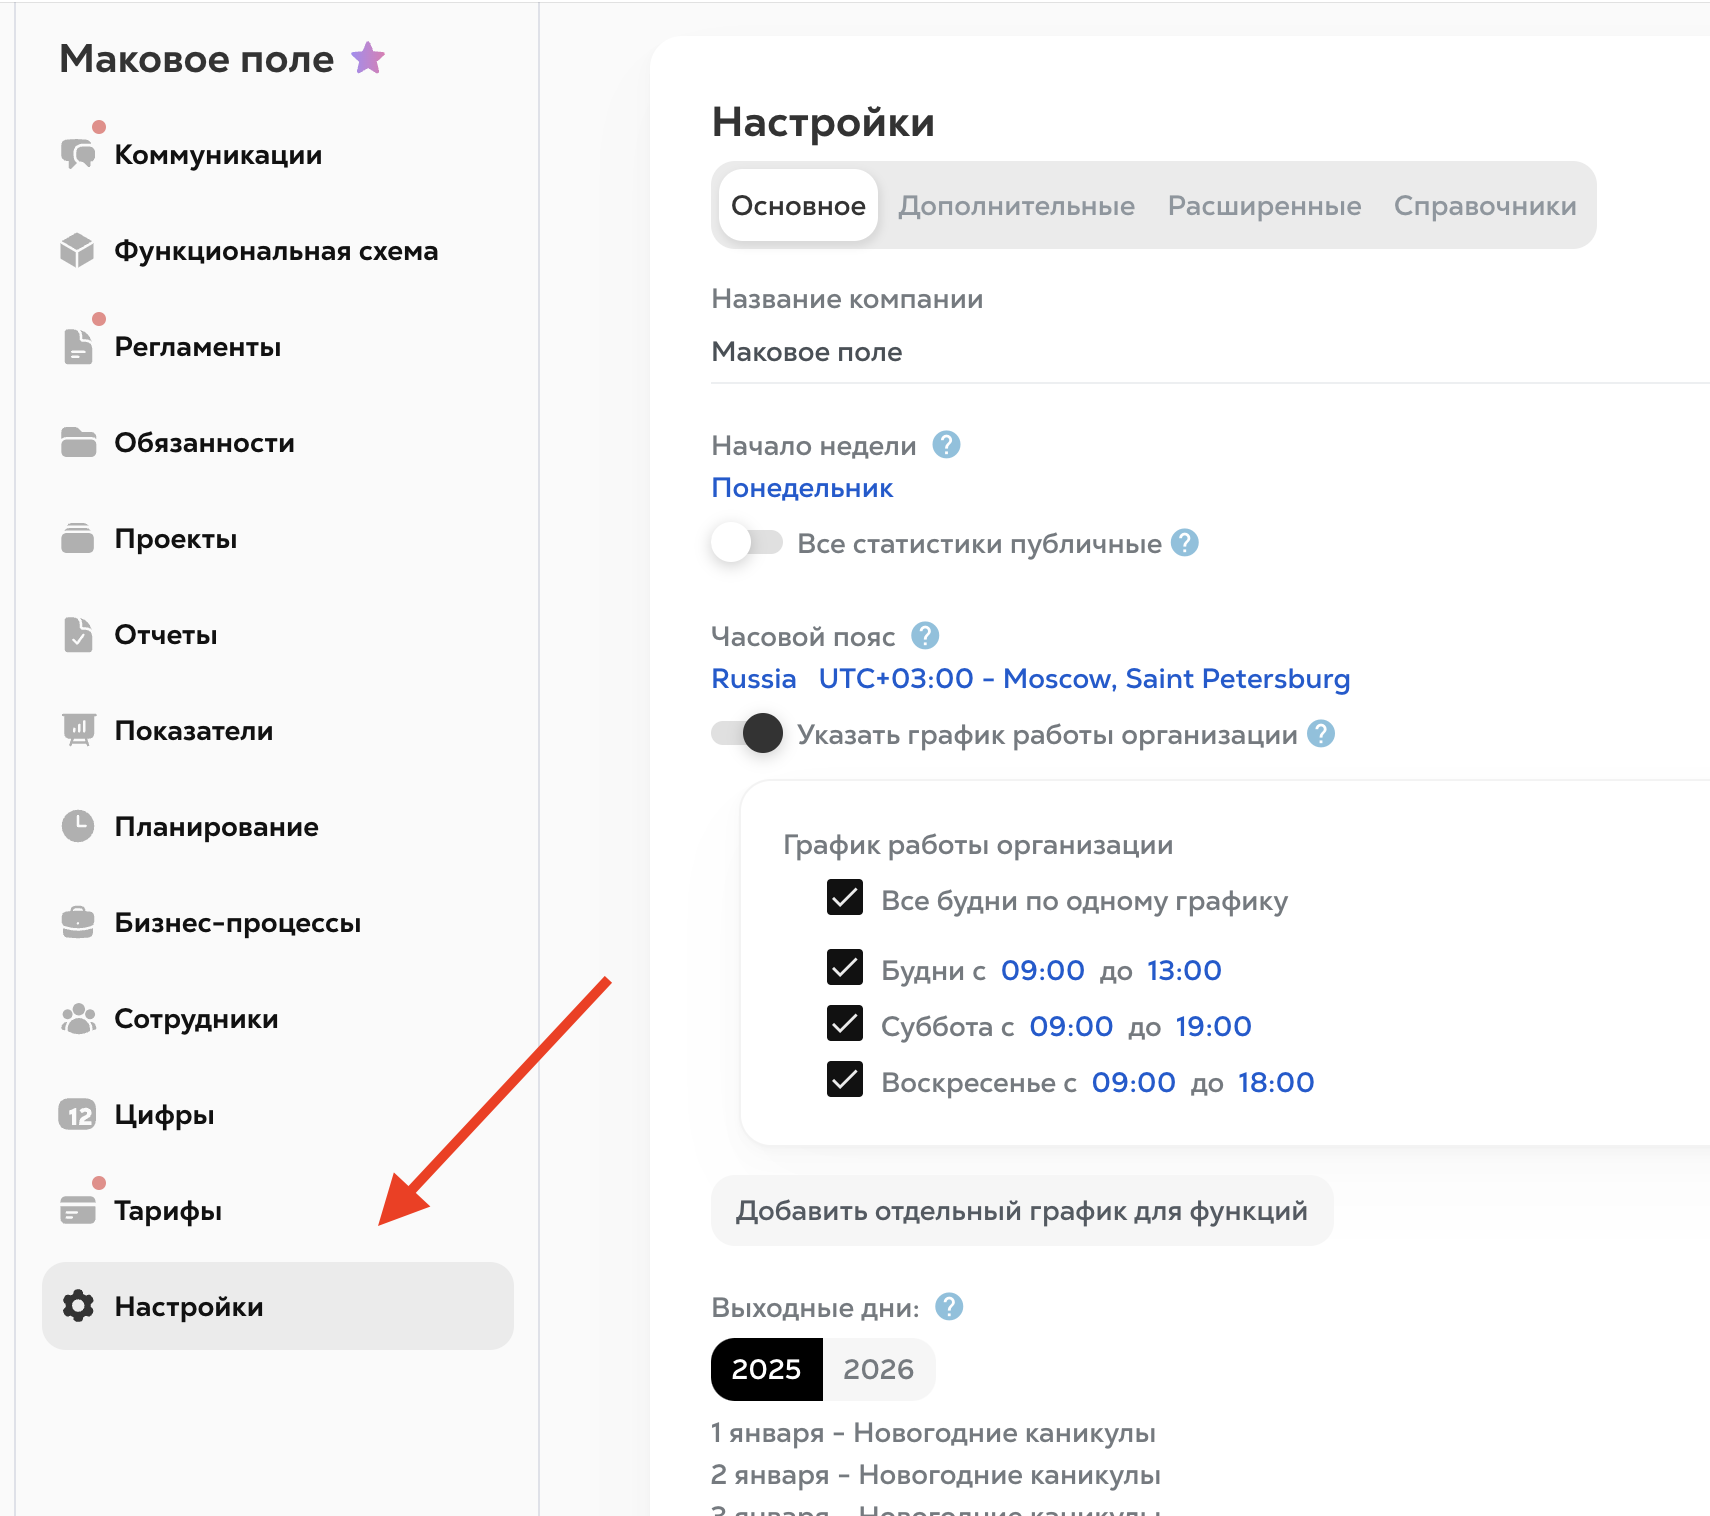 Маковое поле
Коммуникации
Функциональная схема
Регламенты
Обязанности
Проекты
Отчеты
Показатели
Планирование
Бизнес-процессы
Сотрудники
12 Цифры
Тарифы
Настройки
Настройки
Основное Дополнительные Расширенные Справочники
Название компании
Маковое поле
Начало недели ?
Понедельник
Все статистики публичные ?
Часовой пояс ?
Russia UTC+03:00 - Moscow, Saint Petersburg
Указать график работы организации ?
График работы организации
Все будни по одному графику
Будни с 09:00 до 13:00
Суббота с 09:00 до 19:00
Воскресенье с 09:00 до 18:00
Добавить отдельный график для функций
Выходные дни: ?
2025 2026
1 января - Новогодние каникулы
2 января - Новогодние каникулы
3 января - Новогодние каникулы